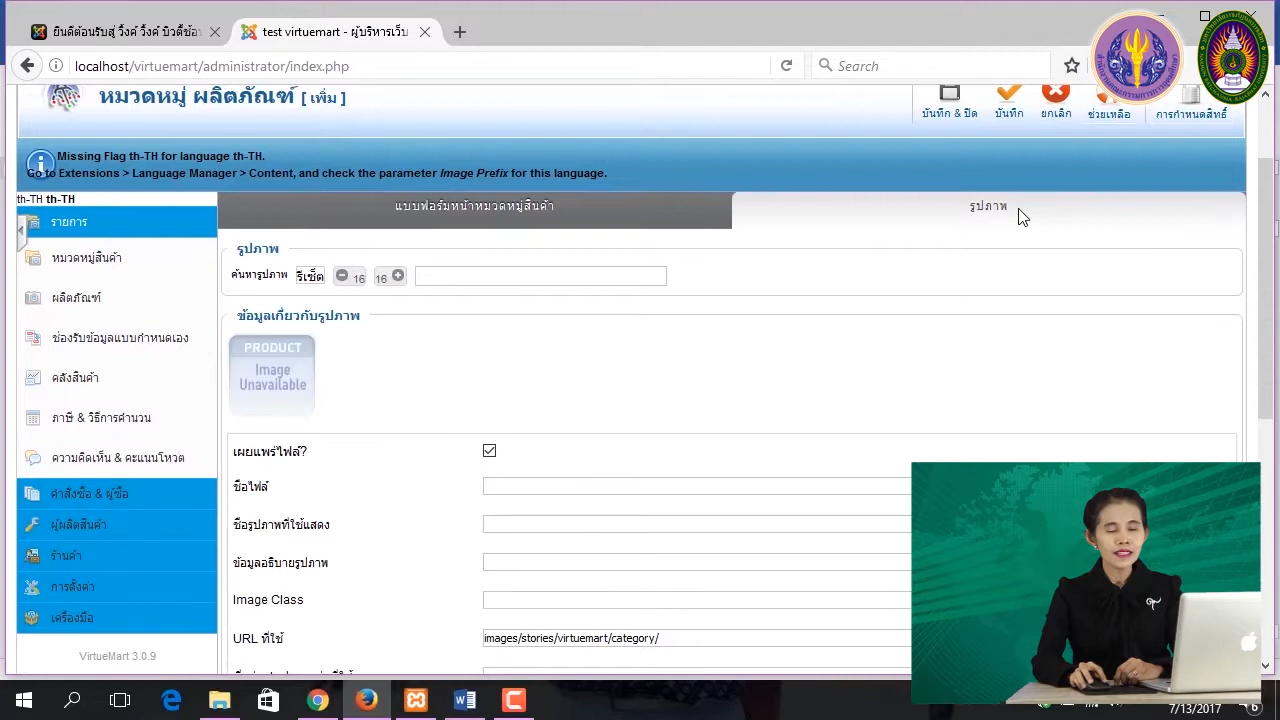 ยินดีต้อนรับสู่ วิ้งค์ วิ้งค์ บิวตี้ช้อ
test virtuemart - ผู้บริหารเว็บ
localhost/virtuemart/administrator/index.php
Search
หมวดหมู่ ผลิตภัณฑ์ [ เพิ่ม ]
บันทึก & ปิด
บันทึก
ยกเลิก
ช่วยเหลือ
การกำหนดสิทธิ์
Missing Flag th-TH for language th-TH.
Go to Extensions > Language Manager > Content, and check the parameter Image Prefix for this language.
th-TH th-TH
แบบฟอร์มหน้าหมวดหมู่สินค้า
รูปภาพ
รายการ
หมวดหมู่สินค้า
ผลิตภัณฑ์
ช่องรับข้อมูลแบบกำหนดเอง
คลังสินค้า
ภาษี & วิธีการคำนวน
ความคิดเห็น & คะแนนโหวต
คำสั่งซื้อ & ผู้ซื้อ
ผู้ผลิตสินค้า
ร้านค้า
การตั้งค่า
เครื่องมือ
VirtueMart 3.0.9
รูปภาพ
ค้นหารูปภาพ
รีเซ็ต
16
16
ข้อมูลเกี่ยวกับรูปภาพ
PRODUCT
Image
Unavailable
เผยแพร่ไฟล์?
ชื่อไฟล์
ชื่อรูปภาพที่ใช้แสดง
ข้อมูลอธิบายรูปภาพ
Image Class
URL ที่ใช้
images/stories/virtuemart/category/
7/13/2017